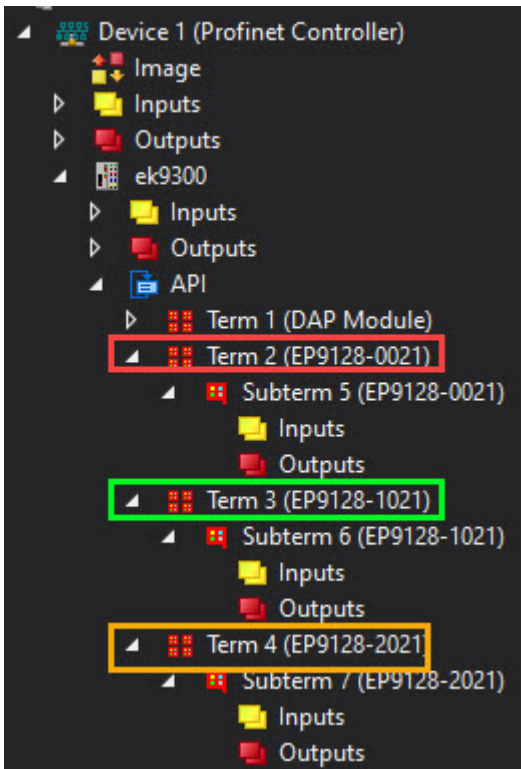 Device 1 (Profinet Controller)
Image
Inputs
Outputs
ek9300
Inputs
Outputs
API
Term 1 (DAP Module)
Term 2 (EP9128-0021)
Subterm 5 (EP9128-0021)
Inputs
Outputs
Term 3 (EP9128-1021)
Subterm 6 (EP9128-1021)
Inputs
Outputs
Term 4 (EP9128-2021)
Subterm 7 (EP9128-2021)
Inputs
Outputs